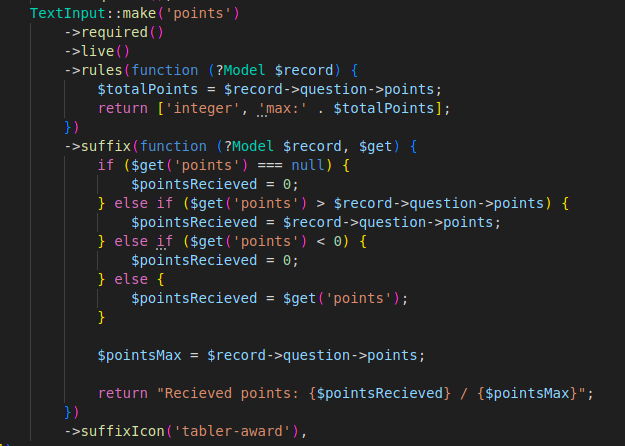 TextInput::make('points')
    ->required()
    ->live()
    ->rules(function (?Model $record) {
        $totalPoints = $record->question->points;
        return ['integer', 'max:' . $totalPoints];
    })
    ->suffix(function (?Model $record, $get) {
        if ($get('points') === null) {
            $pointsRecieved = 0;
        } else if ($get('points') > $record->question->points) {
            $pointsRecieved = $record->question->points;
        } else if ($get('points') < 0) {
            $pointsRecieved = 0;
        } else {
            $pointsRecieved = $get('points');
        }

        $pointsMax = $record->question->points;

        return "Recieved points: {$pointsRecieved} / {$pointsMax}";
    })
    ->suffixIcon('tabler-award'),